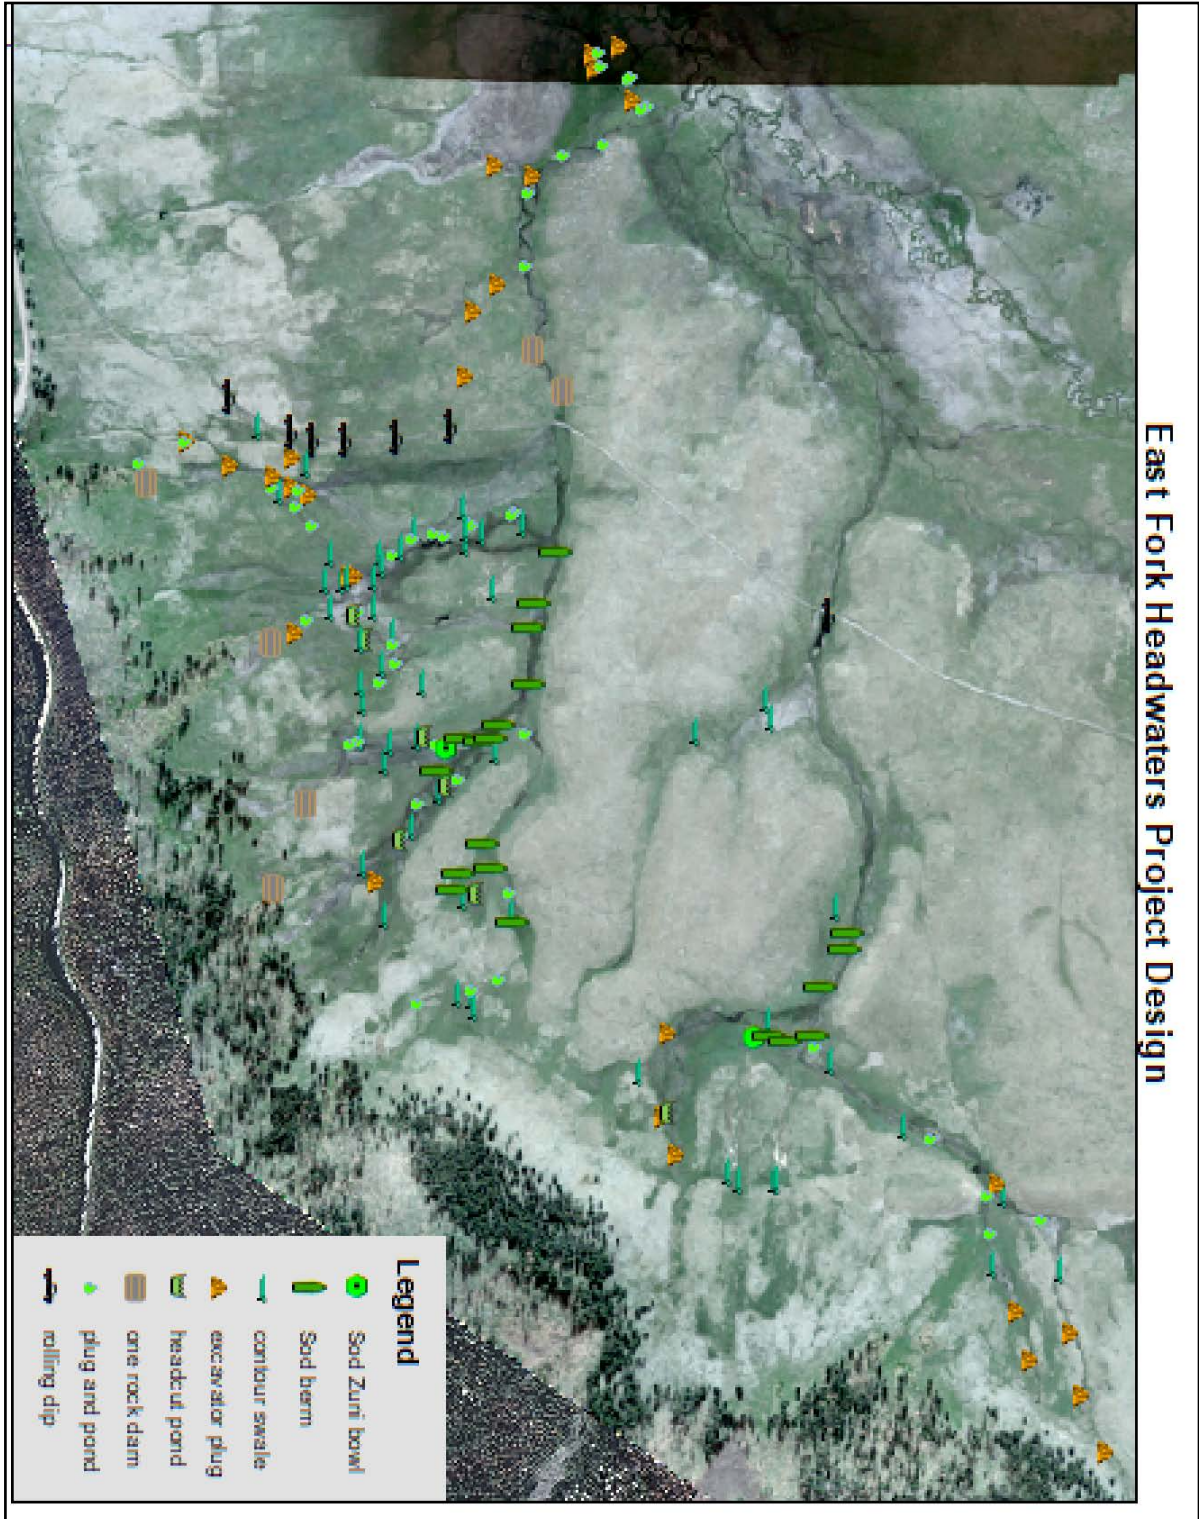 East Fork Headwaters Project Design
Legend
Sod Zuni bowl
Sod berm
contour swale
excavator plug
headcut pond
one rock dam
plug and pond
rolling dip